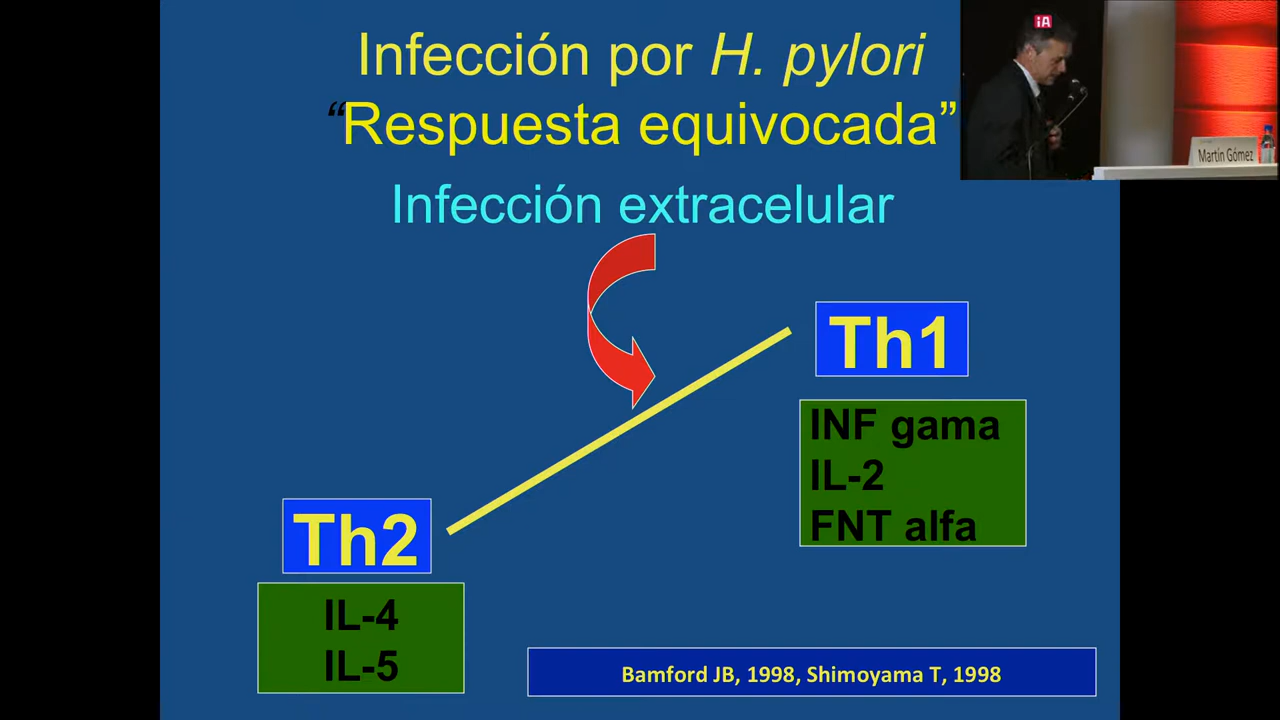 Infección por H. pylori
“Respuesta equivocada”
Infección extracelular
iA
Martín Gómez
Th1
INF gama
IL-2
FNT alfa
Th2
IL-4
IL-5
Bamford JB, 1998, Shimoyama T, 1998